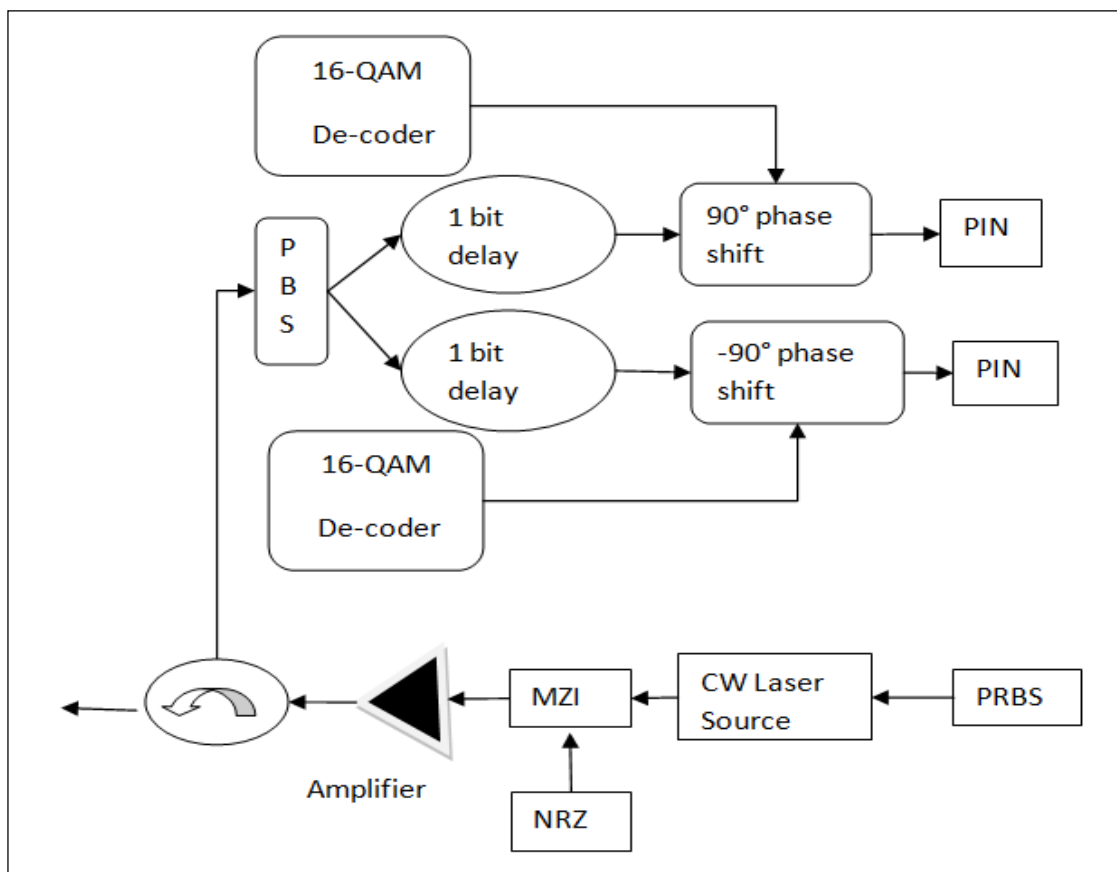 16-QAM
De-coder
1 bit
delay
90° phase
shift
PIN
P
B
S
1 bit
delay
-90° phase
shift
PIN
16-QAM
De-coder
MZI
CW Laser
Source
PRBS
Amplifier
NRZ